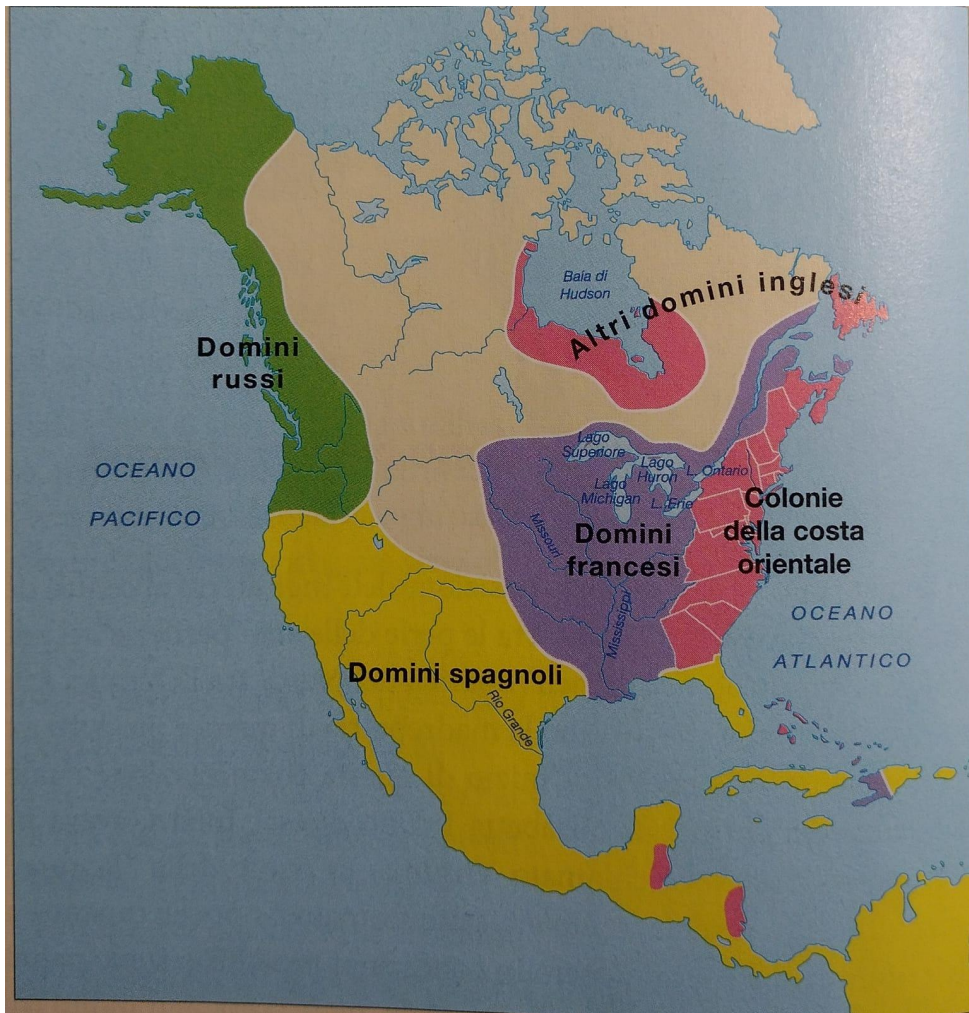 Baia di
Hudson
Altri domini inglesi
Domini
russi
Lago
Superiore
Lago
Huron
L. Ontario
Lago
Michigan
L. Erie
OCEANO
PACIFICO
Colonie
della costa
orientale
Missouri
Domini
francesi
Mississippi
OCEANO
ATLANTICO
Domini spagnoli
Rio Grande